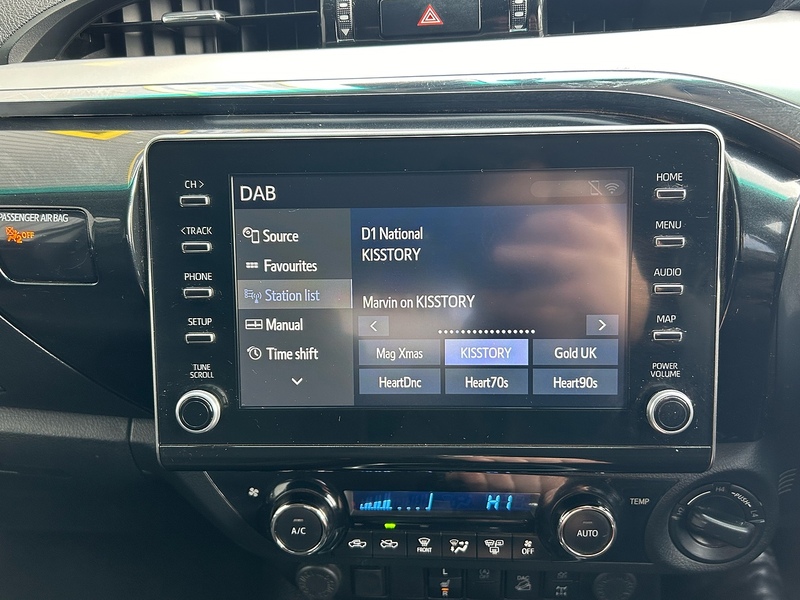 DAB
CH >
HOME
PASSENGER AIR BAG
OFF
<TRACK
Source
D1 National
KISSTORY
MENU
Favourites
PHONE
Station list
Marvin on KISSTORY
AUDIO
SETUP
Manual
< >
MAP
TUNE
SCROLL
Time shift
Mag Xmas KISSTORY Gold UK
HeartDnc Heart70s Heart90s
POWER
VOLUME
HI
TEMP
A/C
AUTO
FRONT
OFF
H4
PUSH
L
R